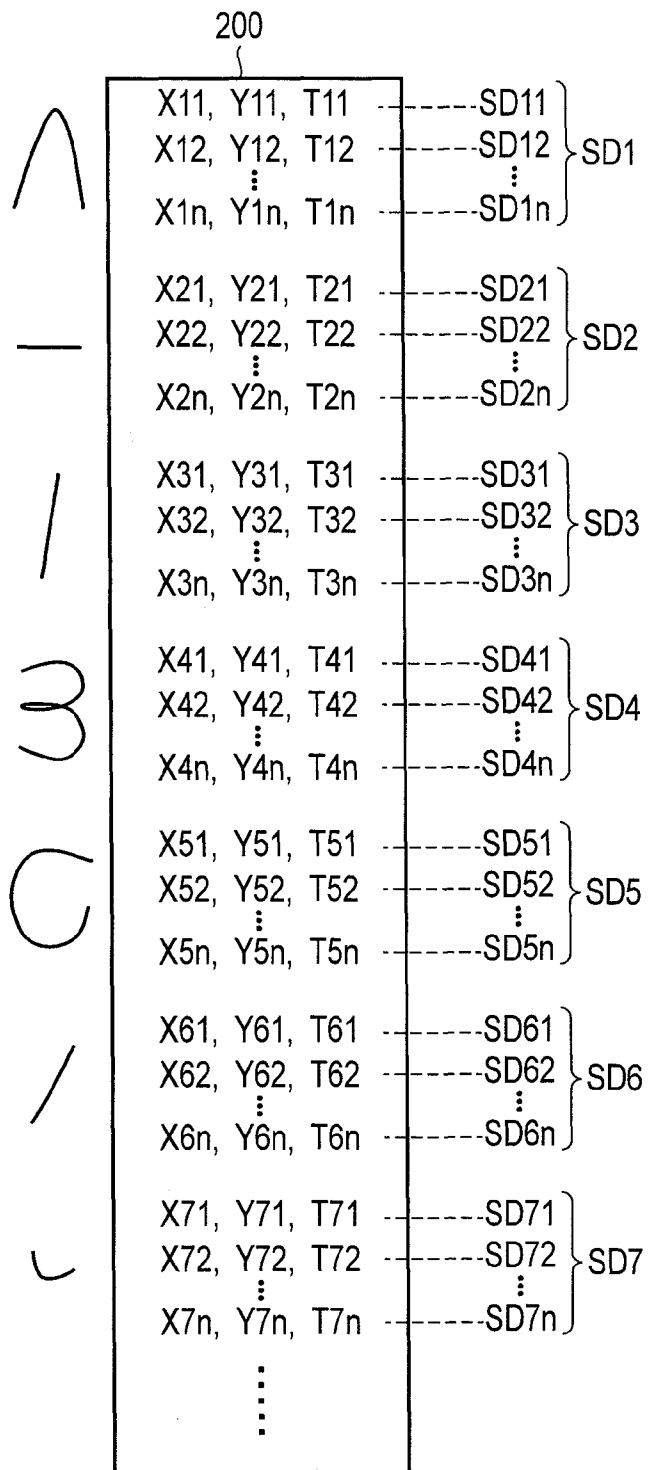 200
X11, Y11, T11 SD11
X12, Y12, T12 SD12 SD1
X1n, Y1n, T1n SD1n
X21, Y21, T21 SD21
X22, Y22, T22 SD22 SD2
X2n, Y2n, T2n SD2n
X31, Y31, T31 SD31
X32, Y32, T32 SD32 SD3
X3n, Y3n, T3n SD3n
X41, Y41, T41 SD41
X42, Y42, T42 SD42 SD4
X4n, Y4n, T4n SD4n
X51, Y51, T51 SD51
X52, Y52, T52 SD52 SD5
X5n, Y5n, T5n SD5n
X61, Y61, T61 SD61
X62, Y62, T62 SD62 SD6
X6n, Y6n, T6n SD6n
X71, Y71, T71 SD71
X72, Y72, T72 SD72 SD7
X7n, Y7n, T7n SD7n